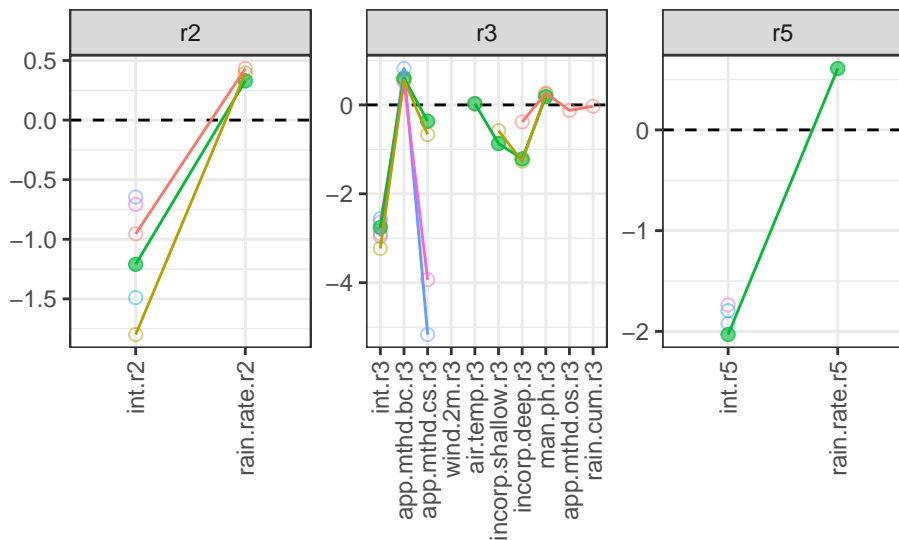 r2
0.5
0.0
−0.5
−1.0
−1.5
int.r2
rain.rate.r2
r3
0
−2
−4
int.r3
app.mthd.bc.r3
app.mthd.cs.r3
wind.2m.r3
air.temp.r3
incorp.shallow.r3
incorp.deep.r3
man.ph.r3
app.mthd.os.r3
rain.cum.r3
r5
0
−1
−2
int.r5
rain.rate.r5